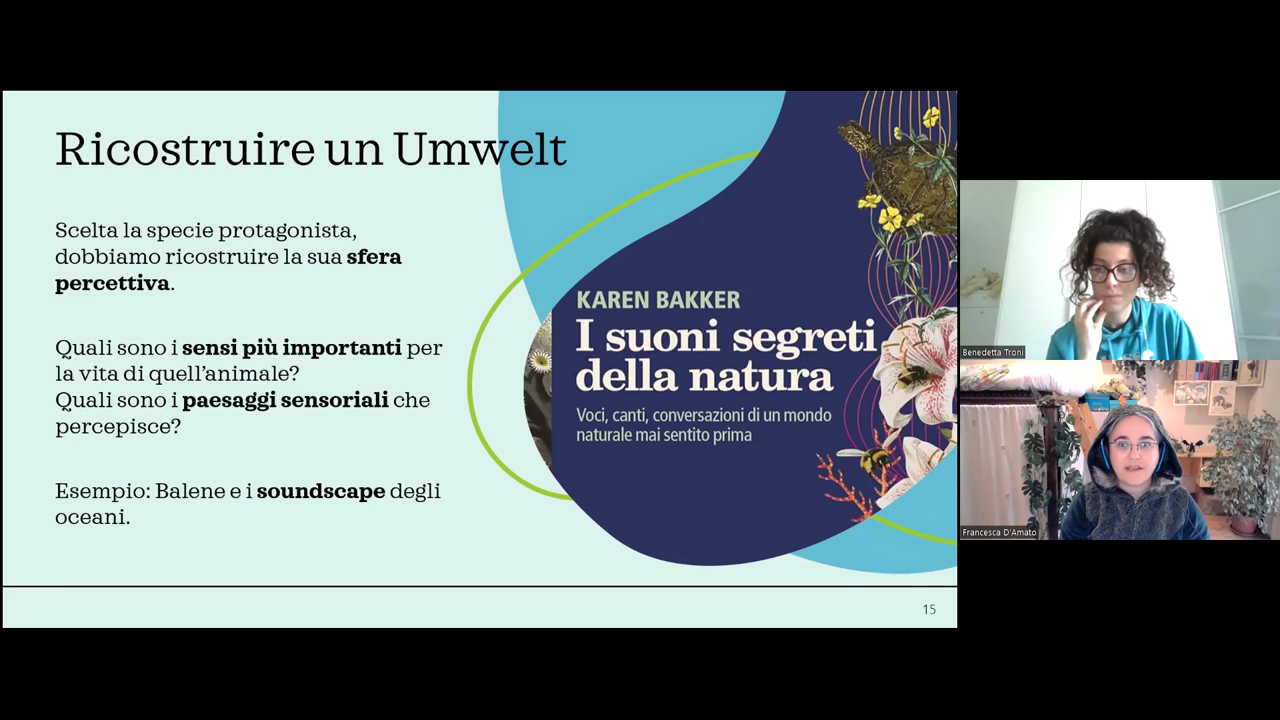 Ricostruire un Umwelt
Scelta la specie protagonista,
dobbiamo ricostruire la sua sfera
percettiva.
Quali sono i sensi più importanti per
la vita di quell'animale?
Quali sono i paesaggi sensoriali che
percepisce?
Esempio: Balene e i soundscape degli
oceani.
KAREN BAKKER
I suoni segreti
della natura
Voci, canti, conversazioni di un mondo
naturale mai sentito prima
15
Benedetta Troni
Francesca D'Amato